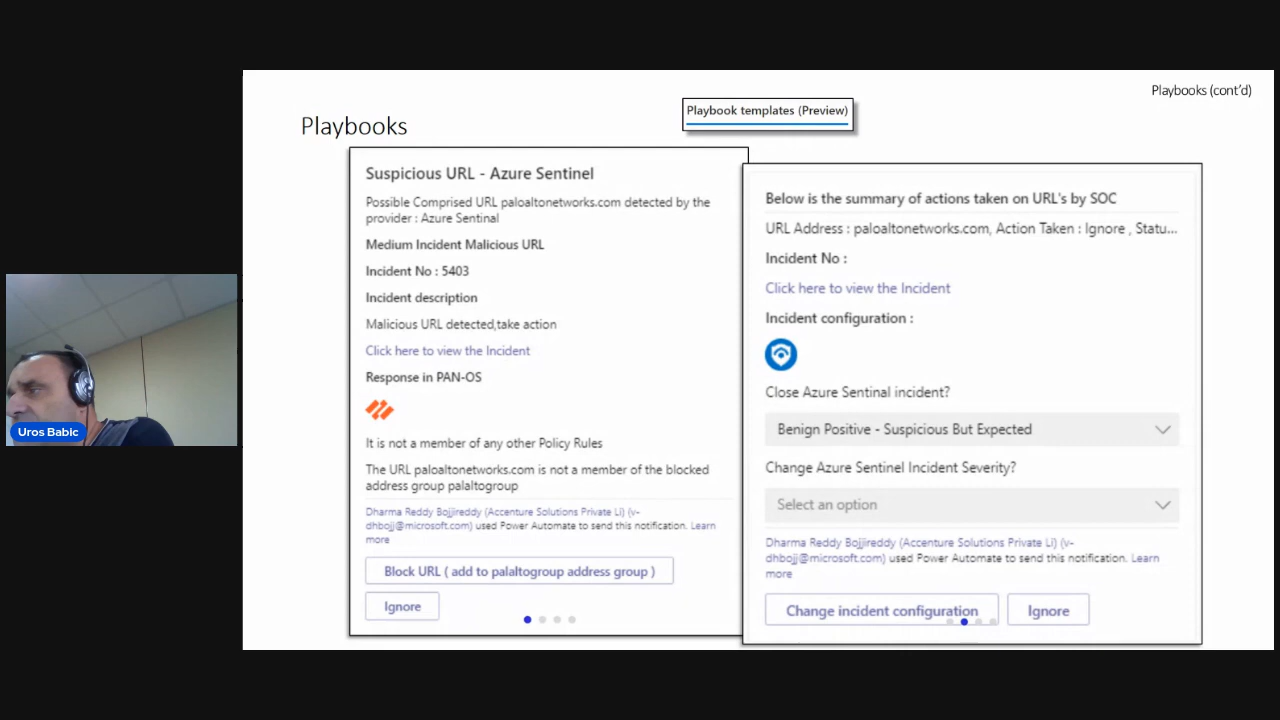 Playbooks (cont'd)
Playbook templates (Preview)
Playbooks
Suspicious URL - Azure Sentinel
Possible Comprised URL paloaltonetworks.com detected by the
provider : Azure Sentinal
Medium Incident Malicious URL
Incident No : 5403
Incident description
Malicious URL detected,take action
Click here to view the Incident
Response in PAN-OS
It is not a member of any other Policy Rules
The URL paloaltonetworks.com is not a member of the blocked
address group palaltogroup
Dharma Reddy Bojjireddy (Accenture Solutions Private Li) (v-
dhbojj@microsoft.com) used Power Automate to send this notification. Learn
more
Block URL ( add to palaltogroup address group )
Ignore
Below is the summary of actions taken on URL's by SOC
URL Address : paloaltonetworks.com, Action Taken : Ignore , Statu...
Incident No :
Click here to view the Incident
Incident configuration :
Close Azure Sentinal incident?
Benign Positive - Suspicious But Expected
Change Azure Sentinel Incident Severity?
Select an option
Dharma Reddy Bojjireddy (Accenture Solutions Private Li) (v-
dhbojj@microsoft.com) used Power Automate to send this notification. Learn
more
Change incident configuration
Ignore
Uros Babic